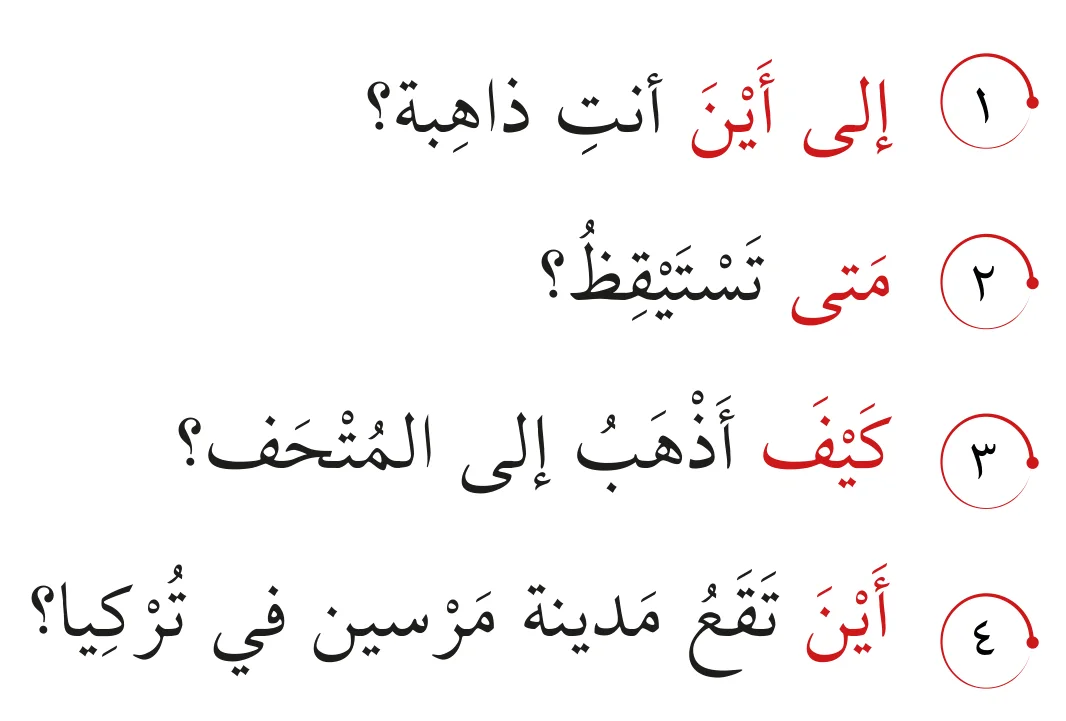 ١ إلى أَيْنَ أنتِ ذاهِبة؟
٢ مَتى تَسْتَيْقِظُ؟
٣ كَيْفَ أَذْهَبُ إلى المُتْحَف؟
٤ أَيْنَ تَقَعُ مَدينة مَرْسين في تُرْكِيا؟